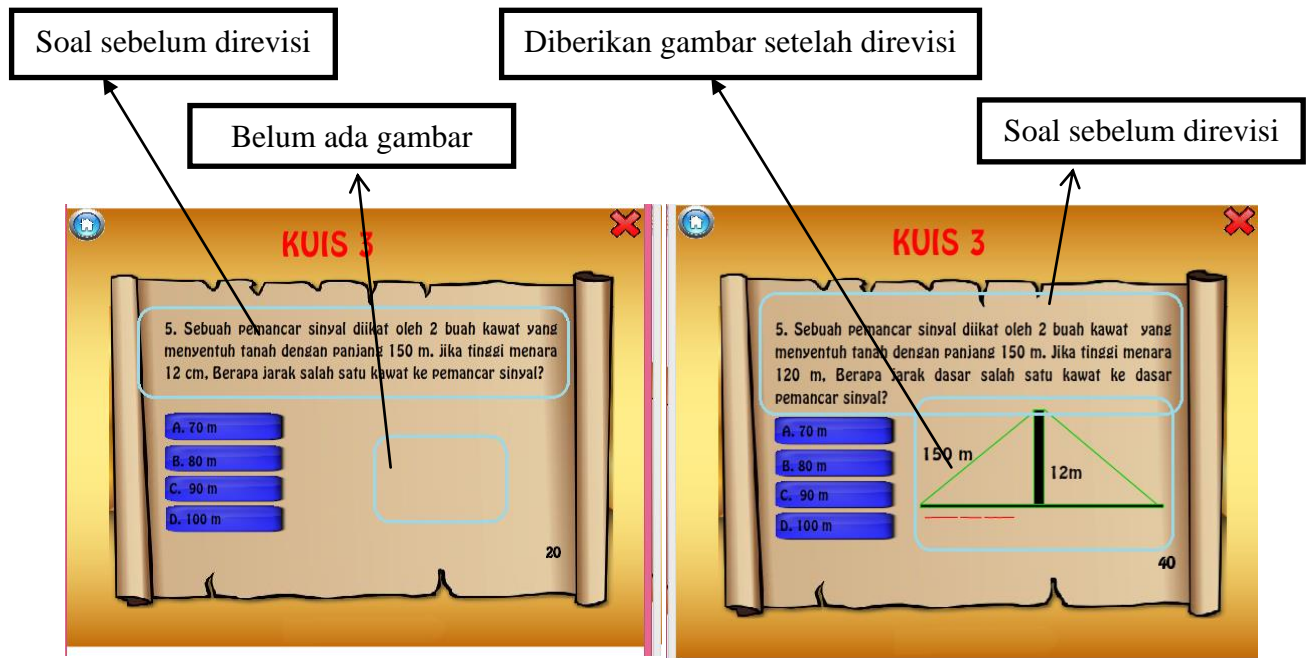 Soal sebelum direvisi
Diberikan gambar setelah direvisi
Belum ada gambar
Soal sebelum direvisi
KUIS 3
5. Sebuah pemancar sinyal diikat oleh 2 buah kawat yang
menyentuh tanah dengan panjang 150 m. Jika tinggi menara
12 cm, Berapa jarak salah satu kawat ke pemancar sinyal?
A. 70 m
B. 80 m
C. 90 m
D. 100 m
20
KUIS 3
5. Sebuah pemancar sinyal diikat oleh 2 buah kawat yang
menyentuh tanah dengan panjang 150 m. Jika tinggi menara
120 m, Berapa jarak dasar salah satu kawat ke dasar
pemancar sinyal?
A. 70 m
B. 80 m
C. 90 m
D. 100 m
150 m
12m
40